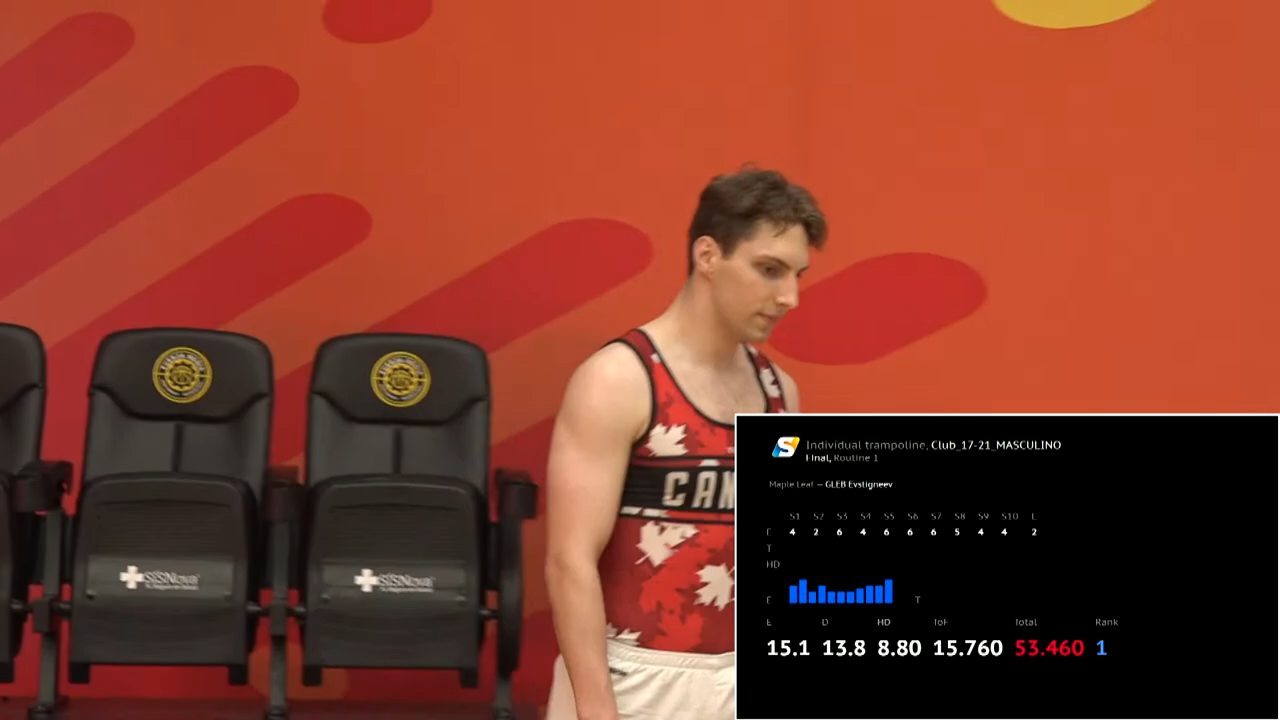 SiSNova
SiSNova
CAN
Individual trampoline, Club_17-21_MASCULINO
Final, Routine 1
Maple Leaf — GLEB Evstigneev
S1 S2 S3 S4 S5 S6 S7 S8 S9 S10 L
4 2 6 4 6 6 6 5 4 4 2
T
HD
E T
E D HD ToF Total Rank
15.1 13.8 8.80 15.760 53.460 1